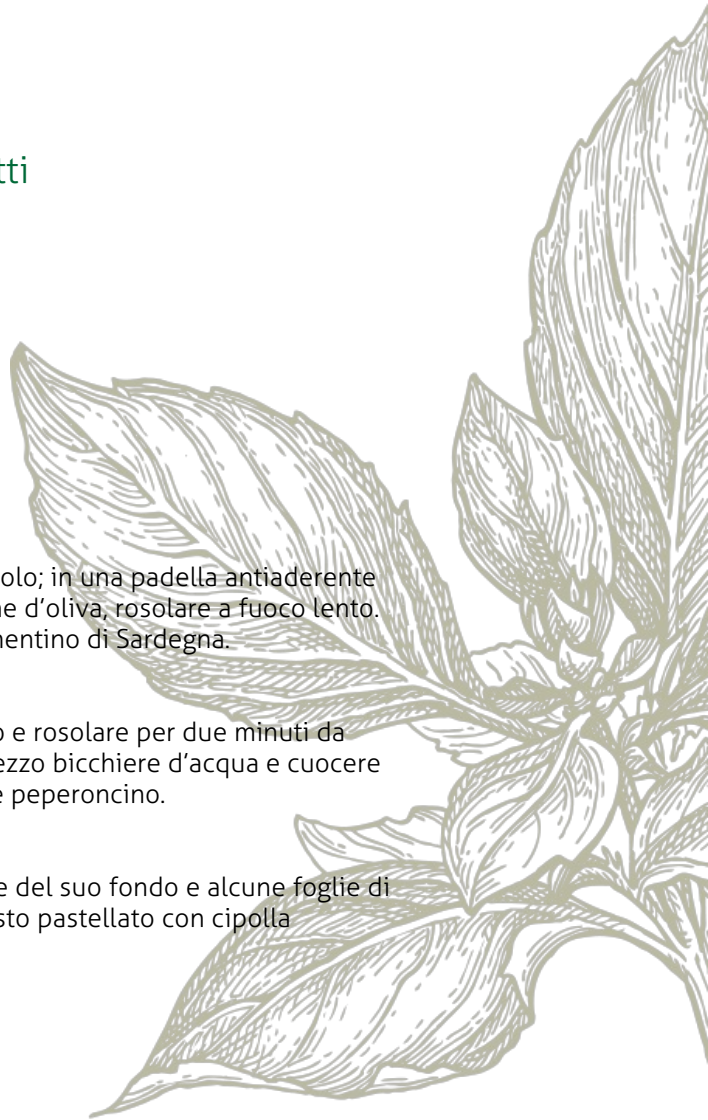 tti
olo; in una padella antiaderente
ne d'oliva, rosolare a fuoco lento.
mentino di Sardegna.
o e rosolare per due minuti da
ezzo bicchiere d'acqua e cuocere
e peperoncino.
e del suo fondo e alcune foglie di
sto pastellato con cipolla